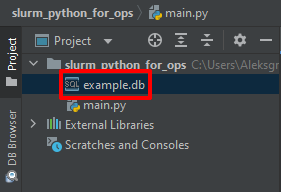 slurm_python_for_ops main.py
Project
slurm_python_for_ops C:\Users\Aleksgr
SQL example.db
main.py
External Libraries
Scratches and Consoles
Project
DB Browser